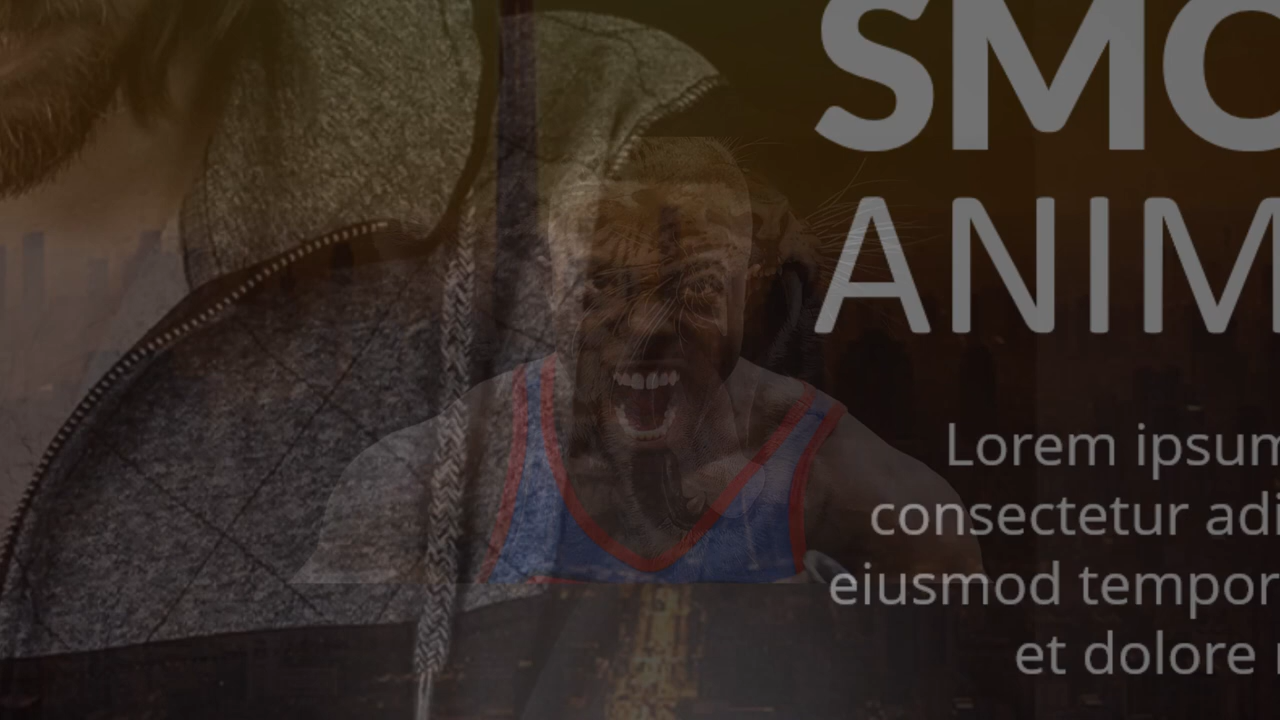 SMO
ANIM
Lorem ipsum
consectetur adi
eiusmod tempor
et dolore